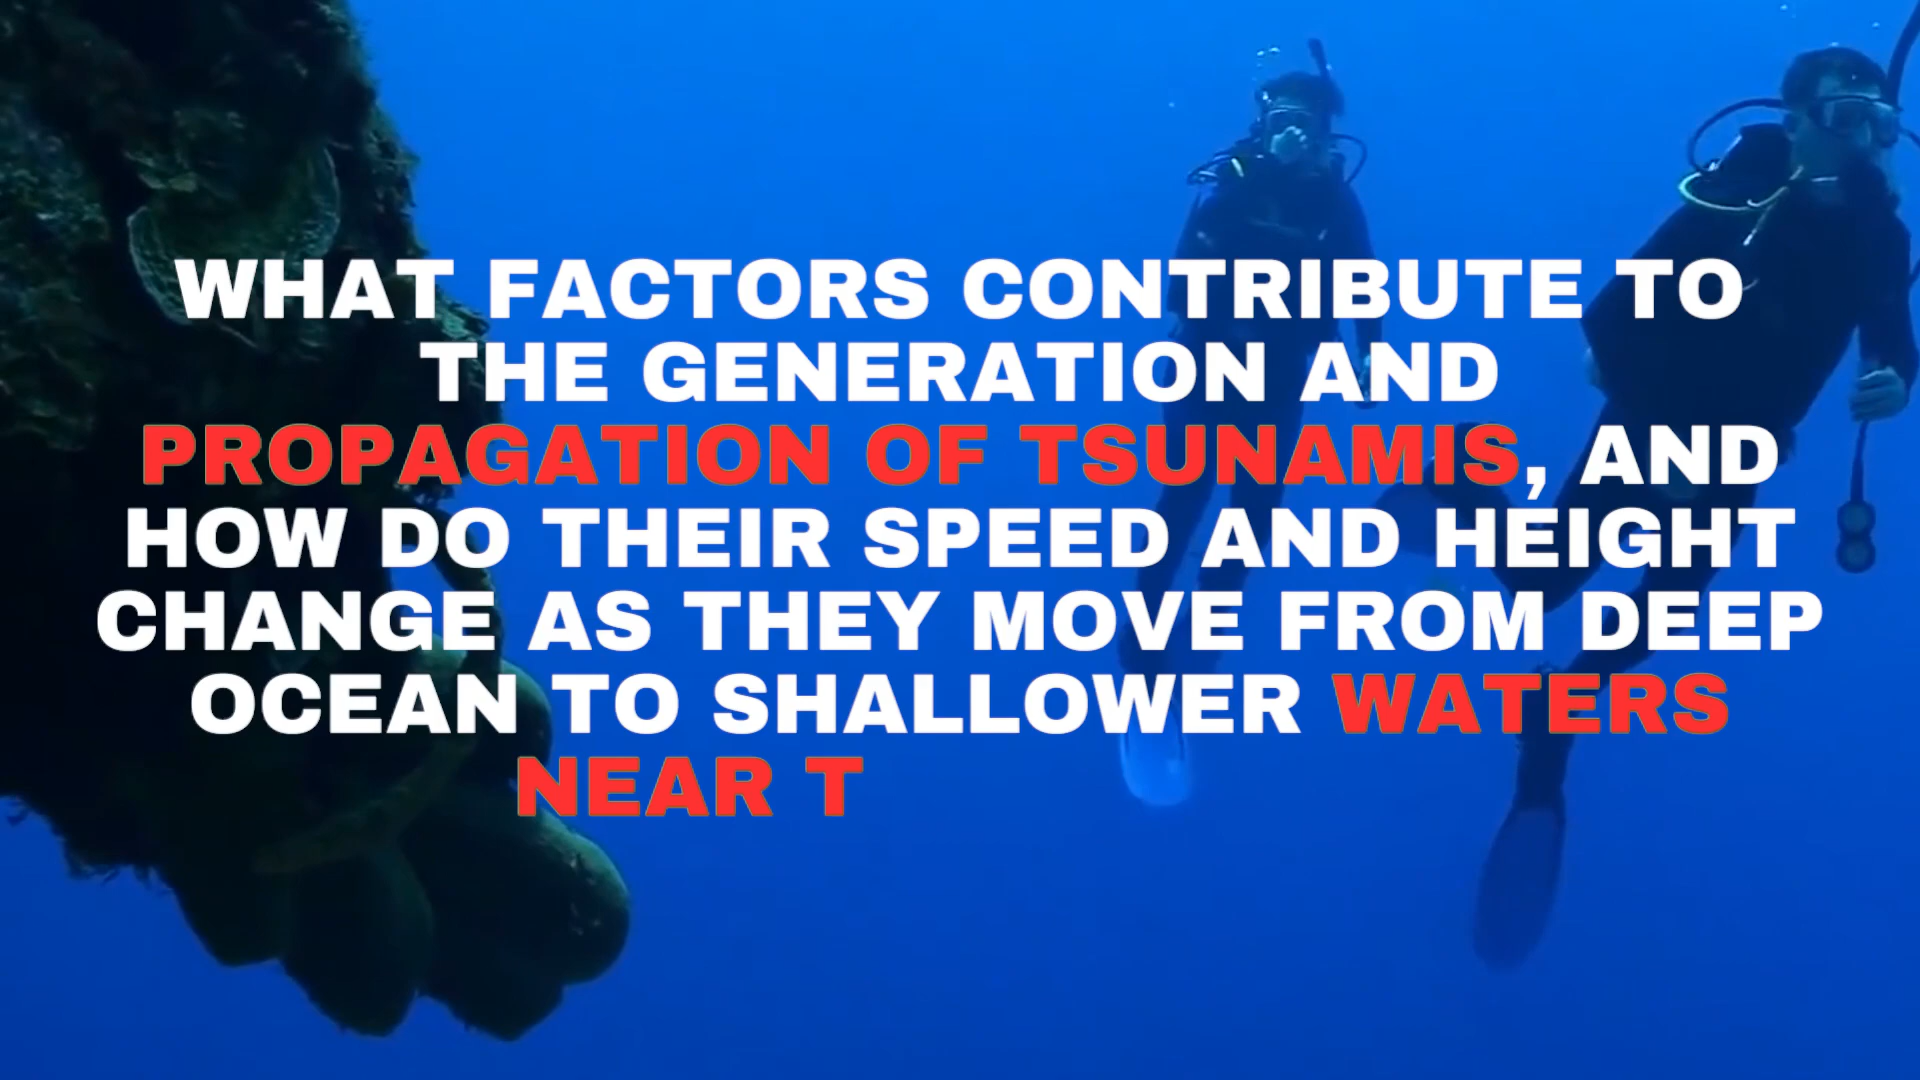 WHAT FACTORS CONTRIBUTE TO
THE GENERATION AND
PROPAGATION OF TSUNAMIS, AND
HOW DO THEIR SPEED AND HEIGHT
CHANGE AS THEY MOVE FROM DEEP
OCEAN TO SHALLOWER WATERS
NEAR T